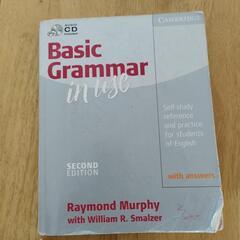 AUDIO
CD
CAMBRIDGE
Basic
Grammar
in use
Self-study
reference
and practice
for students
of English
SECOND
EDITION
with answers
Raymond Murphy
with William R. Smalzer